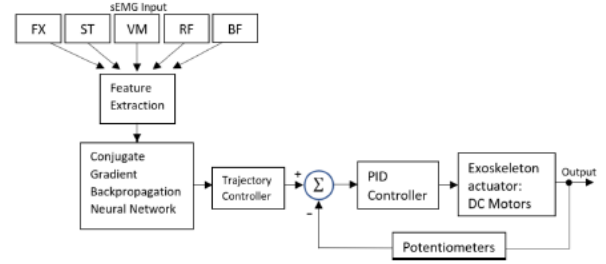 sEMG Input
FX
ST
VM
RF
BF
Feature
Extraction
Conjugate
Gradient
Backpropagation
Neural Network
Trajectory
Controller
+
Σ
−
PID
Controller
Exoskeleton
actuator:
DC Motors
Output
Potentiometers